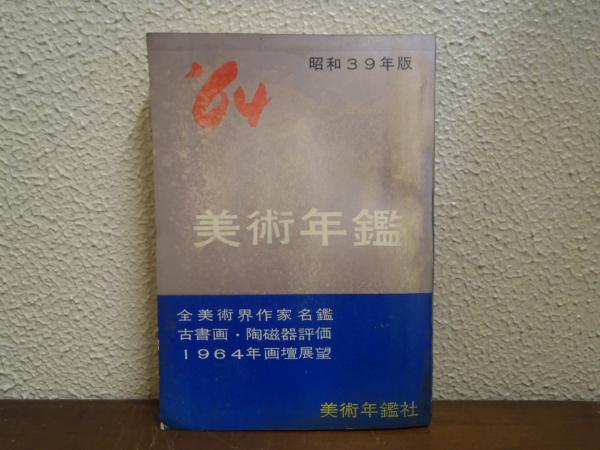 '64
昭和39年版
美術年鑑
全美術界作家名鑑
古書画・陶磁器評価
1964年画壇展望
美術年鑑社